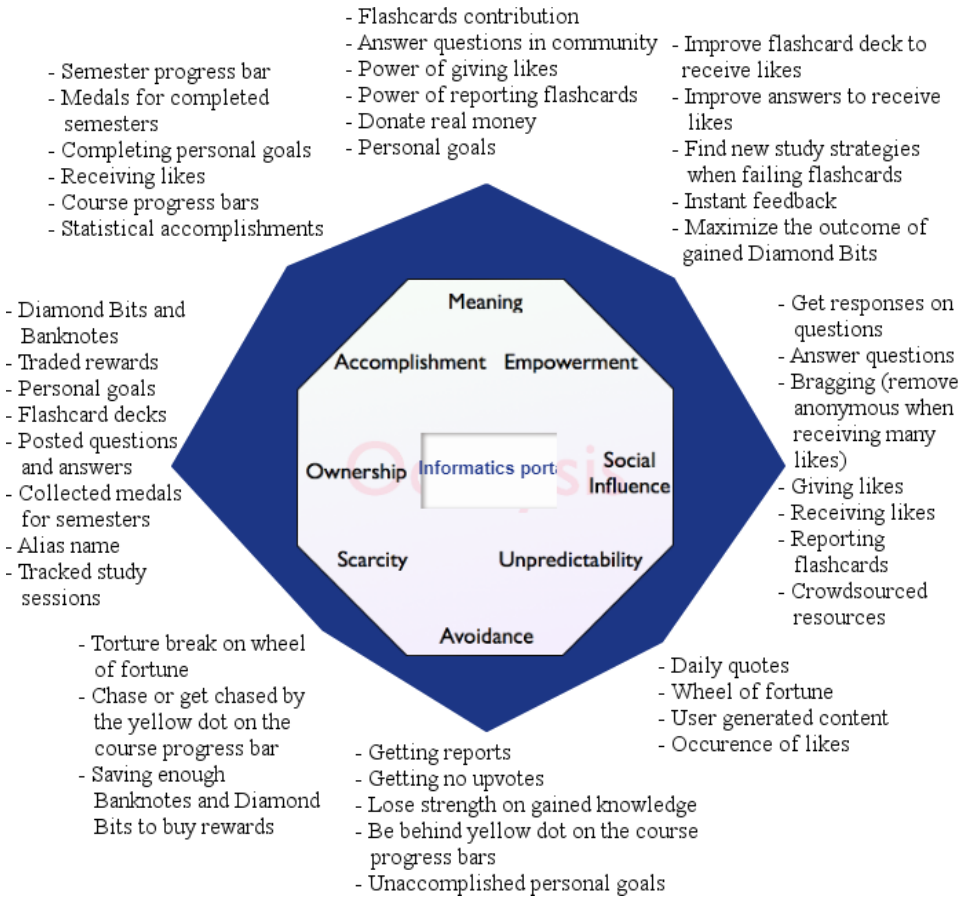 - Flashcards contribution
- Answer questions in community
- Power of giving likes
- Power of reporting flashcards
- Donate real money
- Personal goals
- Semester progress bar
- Medals for completed
semesters
- Completing personal goals
- Receiving likes
- Course progress bars
- Statistical accomplishments
- Improve flashcard deck to
receive likes
- Improve answers to receive
likes
- Find new study strategies
when failing flashcards
- Instant feedback
- Maximize the outcome of
gained Diamond Bits
- Diamond Bits and
Banknotes
- Traded rewards
- Personal goals
- Flashcard decks
- Posted questions
and answers
- Collected medals
for semesters
- Alias name
- Tracked study
sessions
Meaning
Accomplishment
Empowerment
Ownership
Informatics porta
Social
Influence
Scarcity
Unpredictability
Avoidance
- Get responses on
questions
- Answer questions
- Bragging (remove
anonymous when
receiving many
likes)
- Giving likes
- Receiving likes
- Reporting
flashcards
- Crowdsourced
resources
- Torture break on wheel
of fortune
- Chase or get chased by
the yellow dot on the
course progress bar
- Saving enough
Banknotes and Diamond
Bits to buy rewards
- Getting reports
- Getting no upvotes
- Lose strength on gained knowledge
- Be behind yellow dot on the course
progress bars
- Unaccomplished personal goals
- Daily quotes
- Wheel of fortune
- User generated content
- Occurence of likes